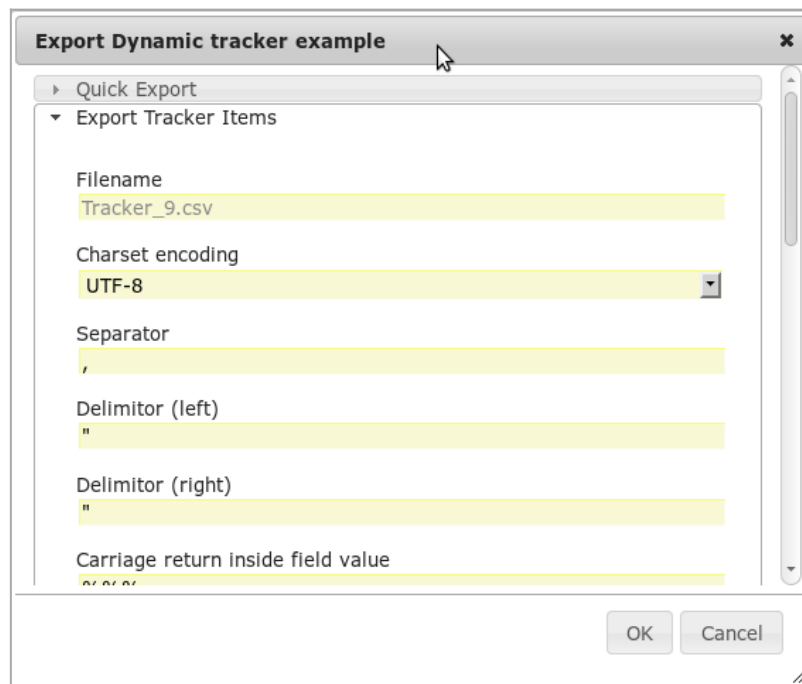 Export Dynamic tracker example
Quick Export
Export Tracker Items
Filename
Tracker_9.csv
Charset encoding
UTF-8
Separator
,
Delimitor (left)
"
Delimitor (right)
"
Carriage return inside field value
%%%
OK Cancel